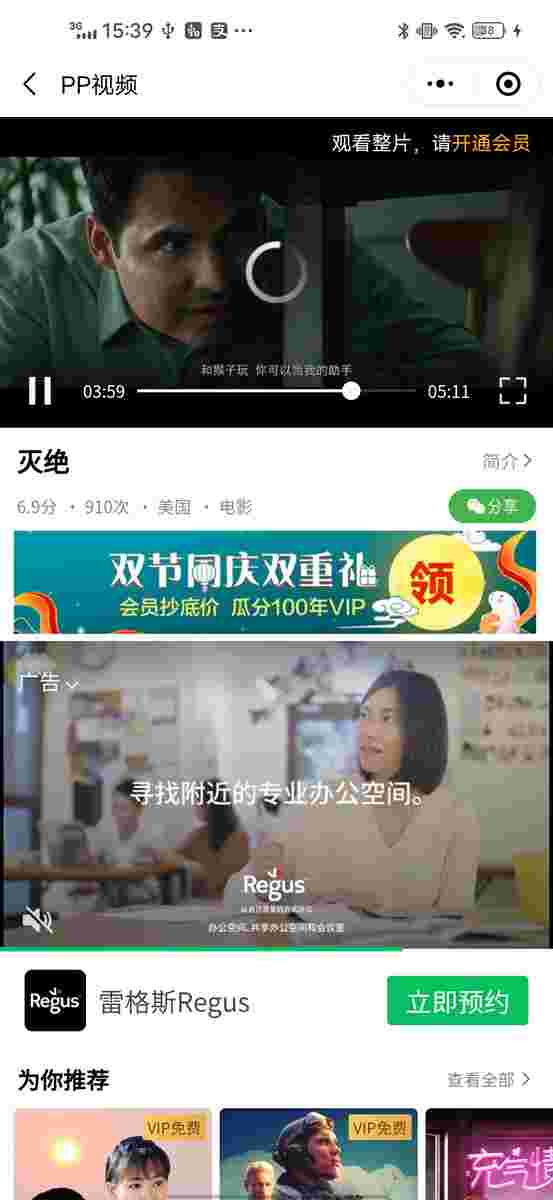 3G 15:39
PP视频
观看整片，请开通会员
和猴子玩 你可以当我的助手
03:59
05:11
灭绝
简介
6.9分 · 910次 · 美国 · 电影
分享
双节同庆双重礼
会员抄底价 瓜分100年VIP
领
广告
寻找附近的专业办公空间。
Regus
办公空间、共享办公空间和会议室
Regus
雷格斯Regus
立即预约
为你推荐
查看全部
VIP免费
VIP免费